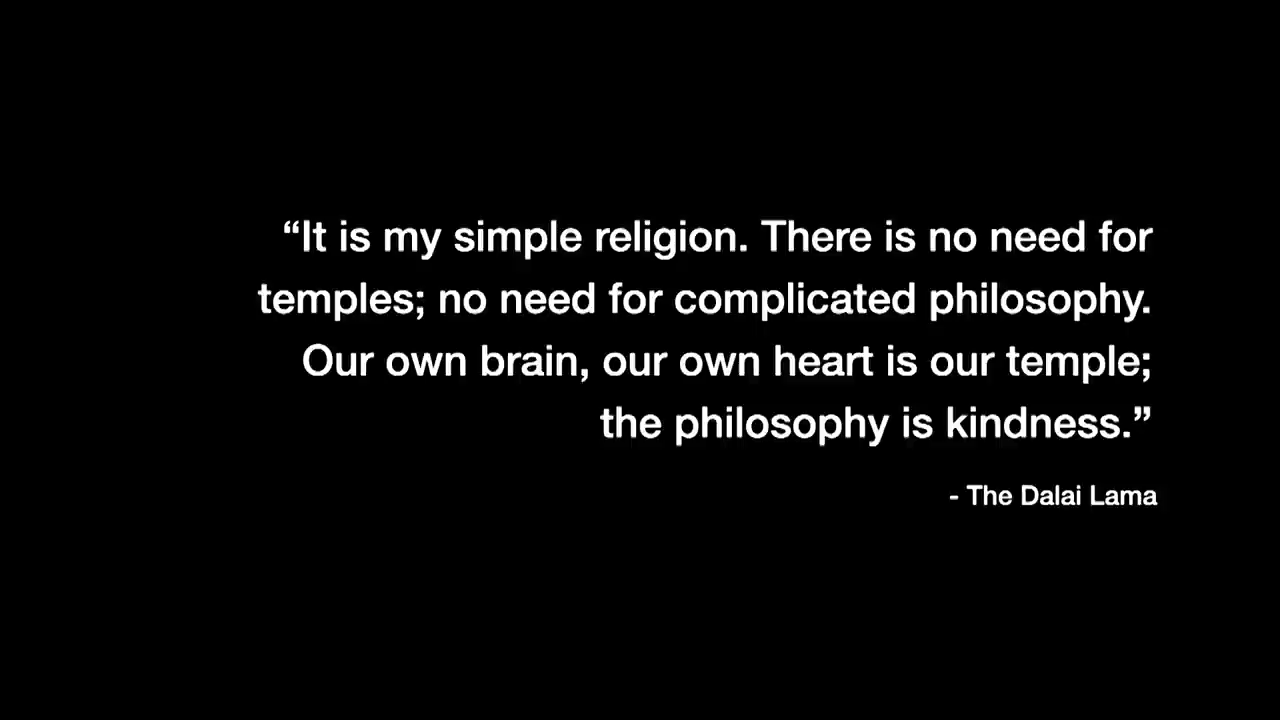 “It is my simple religion. There is no need for
temples; no need for complicated philosophy.
Our own brain, our own heart is our temple;
the philosophy is kindness.”
- The Dalai Lama